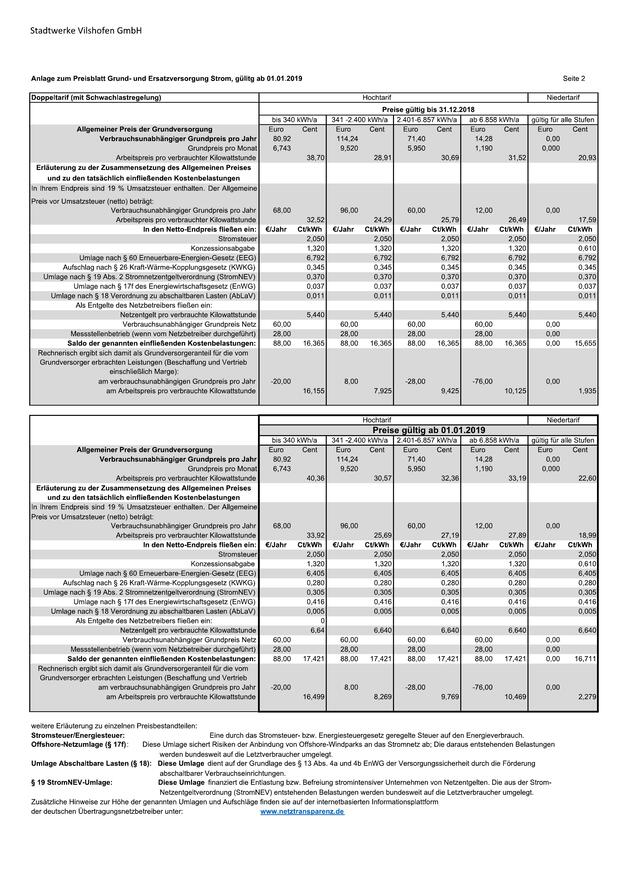 Stadtwerke Vilshofen GmbH
Anlage zum Preisblatt Grund- und Ersatzversorgung Strom, gülitg ab 01.01.2019 Seite 2
Doppeltarif (mit Schwachlastregelung) Hochtarif Niedertarif
Preise gültig bis 31.12.2018
bis 340 kWh/a 341 -2.400 kWh/a 2.401-6.857 kWh/a ab 6.858 kWh/a gültig für alle Stufen
Allgemeiner Preis der Grundversorgung Euro Cent Euro Cent Euro Cent Euro Cent Euro Cent
Verbrauchsunabhängiger Grundpreis pro Jahr 80,92 114,24 71,40 14,28 0,00
Grundpreis pro Monat 6,743 9,520 5,950 1,190 0,000
Arbeitspreis pro verbrauchter Kilowattstunde 38,70 28,91 30,69 31,52 20,93
Erläuterung zu der Zusammensetzung des Allgemeinen Preises
und zu den tatsächlich einfließenden Kostenbelastungen
In Ihrem Endpreis sind 19 % Umsatzsteuer enthalten. Der Allgemeine
Preis vor Umsatzsteuer (netto) beträgt:
Verbrauchsunabhängiger Grundpreis pro Jahr 68,00 96,00 60,00 12,00 0,00
Arbeitspreis pro verbrauchter Kilowattstunde 32,52 24,29 25,79 26,49 17,59
In den Netto-Endpreis fließen ein: €/Jahr Ct/kWh €/Jahr Ct/kWh €/Jahr Ct/kWh €/Jahr Ct/kWh €/Jahr Ct/kWh
Stromsteuer 2,050 2,050 2,050 2,050 2,050
Konzessionsabgabe 1,320 1,320 1,320 1,320 0,610
Umlage nach § 60 Erneuerbare-Energien-Gesetz (EEG) 6,792 6,792 6,792 6,792 6,792
Aufschlag nach § 26 Kraft-Wärme-Kopplungsgesetz (KWKG) 0,345 0,345 0,345 0,345 0,345
Umlage nach § 19 Abs. 2 Stromnetzentgeltverordnung (StromNEV) 0,370 0,370 0,370 0,370 0,370
Umlage nach § 17f des Energiewirtschaftsgesetz (EnWG) 0,037 0,037 0,037 0,037 0,037
Umlage nach § 18 Verordnung zu abschaltbaren Lasten (AbLaV) 0,011 0,011 0,011 0,011 0,011
Als Entgelte des Netzbetreibers fließen ein:
Netzentgelt pro verbrauchte Kilowattstunde 5,440 5,440 5,440 5,440 5,440
Verbrauchsunabhängiger Grundpreis Netz 60,00 60,00 60,00 60,00 0,00
Messstellenbetrieb (wenn vom Netzbetreiber durchgeführt) 28,00 28,00 28,00 28,00 0,00
Saldo der genannten einfließenden Kostenbelastungen: 88,00 16,365 88,00 16,365 88,00 16,365 88,00 16,365 0,00 15,655
Rechnerisch ergibt sich damit als Grundversorgeranteil für die vom
Grundversorger erbrachten Leistungen (Beschaffung und Vertrieb
einschließlich Marge):
am verbrauchsunabhängigen Grundpreis pro Jahr -20,00 8,00 -28,00 -76,00 0,00
am Arbeitspreis pro verbrauchte Kilowattstunde 16,155 7,925 9,425 10,125 1,935
Hochtarif Niedertarif
Preise gültig ab 01.01.2019
bis 340 kWh/a 341 -2.400 kWh/a 2.401-6.857 kWh/a ab 6.858 kWh/a gültig für alle Stufen
Allgemeiner Preis der Grundversorgung Euro Cent Euro Cent Euro Cent Euro Cent Euro Cent
Verbrauchsunabhängiger Grundpreis pro Jahr 80,92 114,24 71,40 14,28 0,00
Grundpreis pro Monat 6,743 9,520 5,950 1,190 0,000
Arbeitspreis pro verbrauchter Kilowattstunde 40,36 30,57 32,36 33,19 22,60
Erläuterung zu der Zusammensetzung des Allgemeinen Preises
und zu den tatsächlich einfließenden Kostenbelastungen
In Ihrem Endpreis sind 19 % Umsatzsteuer enthalten. Der Allgemeine
Preis vor Umsatzsteuer (netto) beträgt:
Verbrauchsunabhängiger Grundpreis pro Jahr 68,00 96,00 60,00 12,00 0,00
Arbeitspreis pro verbrauchter Kilowattstunde 33,92 25,69 27,19 27,89 18,99
In den Netto-Endpreis fließen ein: €/Jahr Ct/kWh €/Jahr Ct/kWh €/Jahr Ct/kWh €/Jahr Ct/kWh €/Jahr Ct/kWh
Stromsteuer 2,050 2,050 2,050 2,050 2,050
Konzessionsabgabe 1,320 1,320 1,320 1,320 0,610
Umlage nach § 60 Erneuerbare-Energien-Gesetz (EEG) 6,405 6,405 6,405 6,405 6,405
Aufschlag nach § 26 Kraft-Wärme-Kopplungsgesetz (KWKG) 0,280 0,280 0,280 0,280 0,280
Umlage nach § 19 Abs. 2 Stromnetzentgeltverordnung (StromNEV) 0,305 0,305 0,305 0,305 0,305
Umlage nach § 17f des Energiewirtschaftsgesetz (EnWG) 0,416 0,416 0,416 0,416 0,416
Umlage nach § 18 Verordnung zu abschaltbaren Lasten (AbLaV) 0,005 0,005 0,005 0,005 0,005
Als Entgelte des Netzbetreibers fließen ein: 0
Netzentgelt pro verbrauchte Kilowattstunde 6,64 6,640 6,640 6,640 6,640
Verbrauchsunabhängiger Grundpreis Netz 60,00 60,00 60,00 60,00 0,00
Messstellenbetrieb (wenn vom Netzbetreiber durchgeführt) 28,00 28,00 28,00 28,00 0,00
Saldo der genannten einfließenden Kostenbelastungen: 88,00 17,421 88,00 17,421 88,00 17,421 88,00 17,421 0,00 16,711
Rechnerisch ergibt sich damit als Grundversorgeranteil für die vom
Grundversorger erbrachten Leistungen (Beschaffung und Vertrieb
am verbrauchsunabhängigen Grundpreis pro Jahr -20,00 8,00 -28,00 -76,00 0,00
am Arbeitspreis pro verbrauchte Kilowattstunde 16,499 8,269 9,769 10,469 2,279
weitere Erläuterung zu einzelnen Preisbestandteilen:
Stromsteuer/Energiesteuer: Eine durch das Stromsteuer- bzw. Energiesteuergesetz geregelte Steuer auf den Energieverbrauch.
Offshore-Netzumlage (§ 17f): Diese Umlage sichert Risiken der Anbindung von Offshore-Windparks an das Stromnetz ab; Die daraus entstehenden Belastungen
werden bundesweit auf die Letztverbraucher umgelegt.
Umlage Abschaltbare Lasten (§ 18): Diese Umlage dient auf der Grundlage des § 13 Abs. 4a und 4b EnWG der Versorgungssicherheit durch die Förderung
abschaltbarer Verbrauchseinrichtungen.
§ 19 StromNEV-Umlage: Diese Umlage finanziert die Entlastung bzw. Befreiung stromintensiver Unternehmen von Netzentgelten. Die aus der Strom-
Netzentgeltverordnung (StromNEV) entstehenden Belastungen werden bundesweit auf die Letztverbraucher umgelegt.
Zusätzliche Hinweise zur Höhe der genannten Umlagen und Aufschläge finden sie auf der internetbasierten Informationsplattform
der deutschen Übertragungsnetzbetreiber unter: www.netztransparenz.de